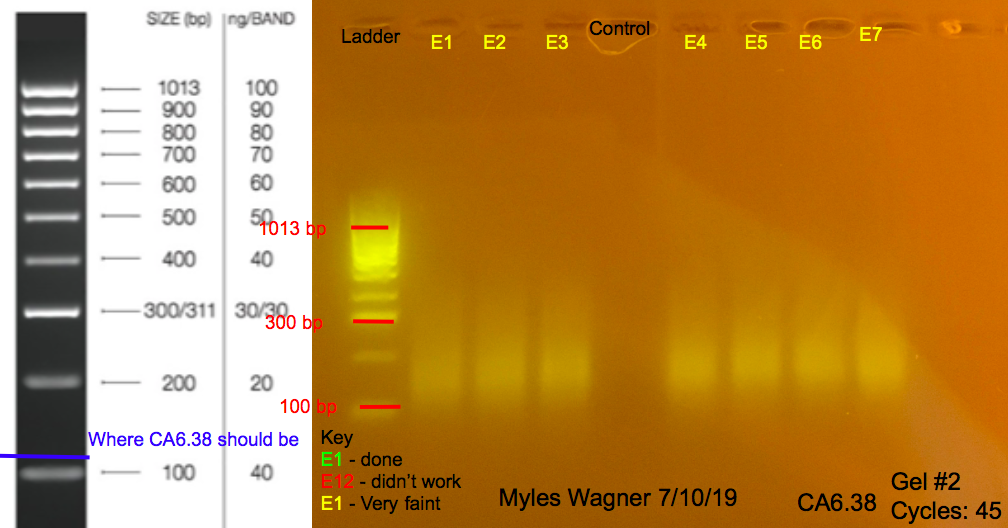 SIZE (bp) ng/BAND
1013 100
900 90
800 80
700 70
600 60
500 50
400 40
300/311 30/30
200 20
100 40
Where CA6.38 should be
Ladder
E1
E2
E3
Control
E4
E5
E6
E7
1013 bp
300 bp
100 bp
Key
E1 - done
E12 - didn't work
E1 - Very faint
Myles Wagner 7/10/19
CA6.38
Gel #2
Cycles: 45